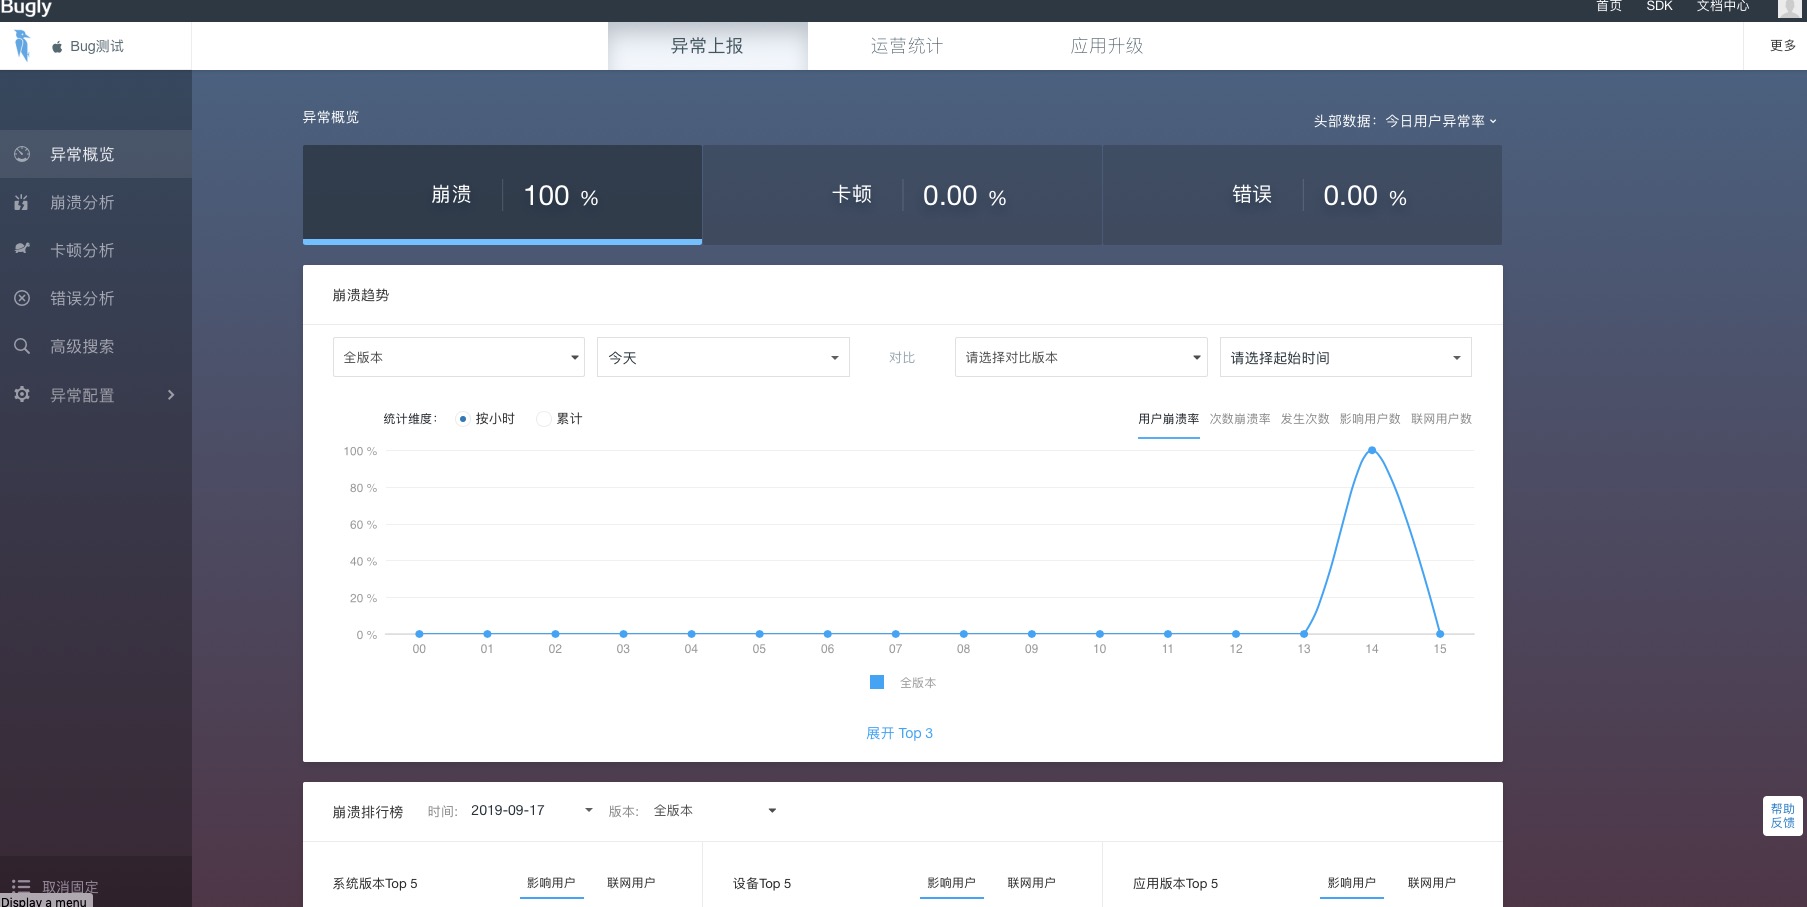 Bugly
首页 SDK 文档中心
Bug测试
异常上报 运营统计 应用升级
更多
异常概览
崩溃分析
卡顿分析
错误分析
高级搜索
异常配置
取消固定
Display a menu
异常概览
头部数据：今日用户异常率
崩溃 100 %
卡顿 0.00 %
错误 0.00 %
崩溃趋势
全版本 今天 对比 请选择对比版本 请选择起始时间
统计维度： 按小时 累计
用户崩溃率 次数崩溃率 发生次数 影响用户数 联网用户数
100 %
80 %
60 %
40 %
20 %
0 %
00 01 02 03 04 05 06 07 08 09 10 11 12 13 14 15
全版本
展开 Top 3
崩溃排行榜 时间: 2019-09-17 版本: 全版本
系统版本Top 5 影响用户 联网用户
设备Top 5 影响用户 联网用户
应用版本Top 5 影响用户 联网用户
帮助
反馈